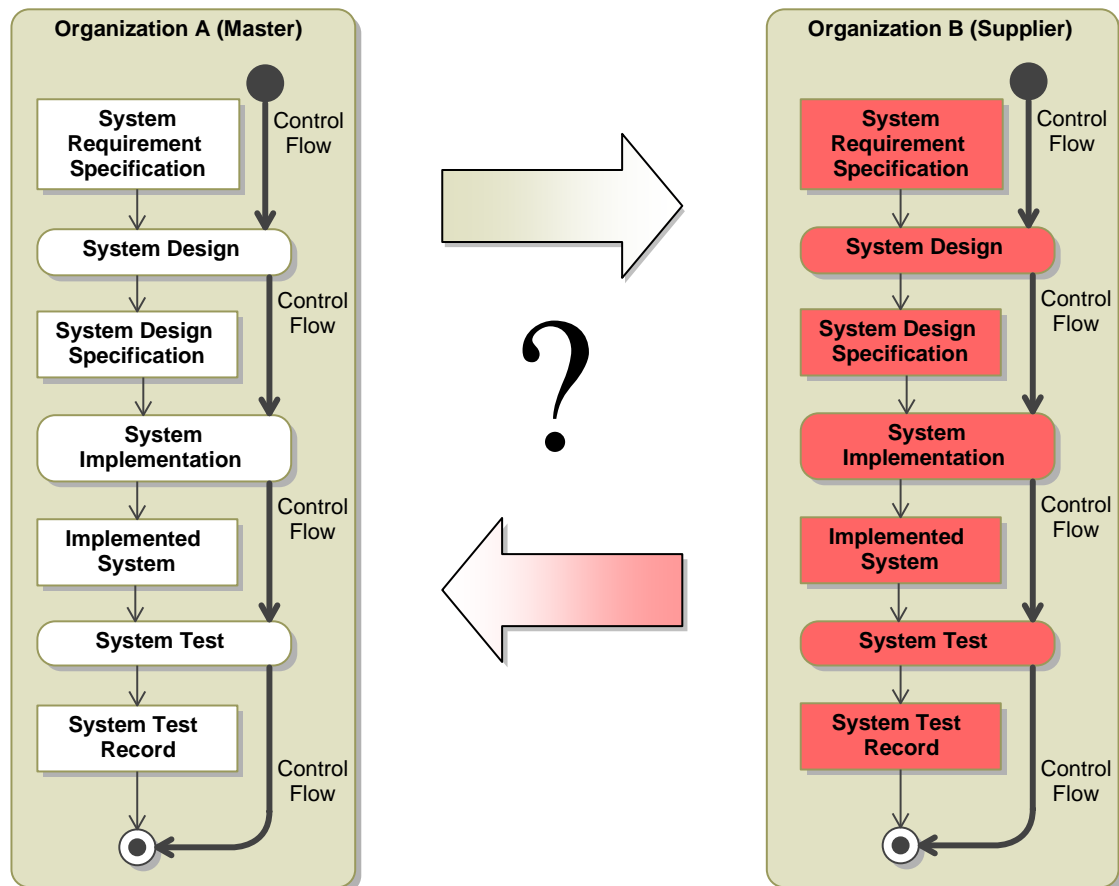 Organization A (Master)
Control
Flow
System
Requirement
Specification
System Design
Control
Flow
System Design
Specification
System
Implementation
Control
Flow
Implemented
System
System Test
System Test
Record
Control
Flow
?
Organization B (Supplier)
Control
Flow
System
Requirement
Specification
System Design
Control
Flow
System Design
Specification
System
Implementation
Control
Flow
Implemented
System
System Test
System Test
Record
Control
Flow